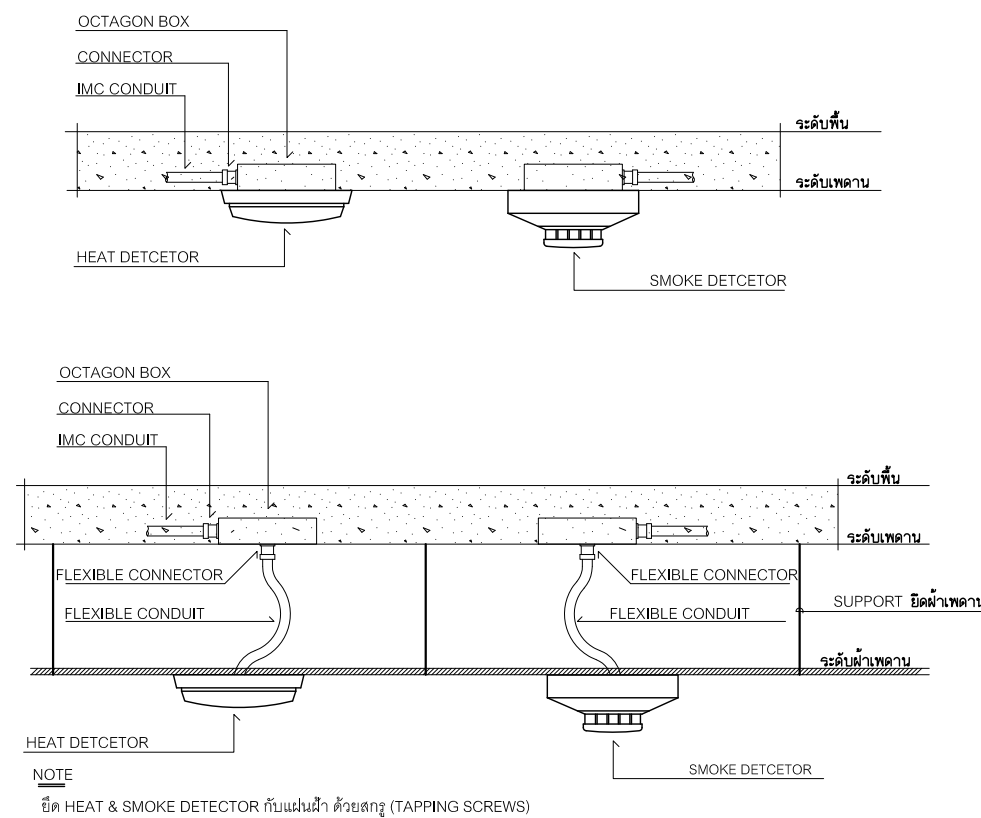 OCTAGON BOX
CONNECTOR
IMC CONDUIT
ระดับพื้น
ระดับเพดาน
HEAT DETCETOR
SMOKE DETCETOR
OCTAGON BOX
CONNECTOR
IMC CONDUIT
ระดับพื้น
ระดับเพดาน
FLEXIBLE CONNECTOR
FLEXIBLE CONNECTOR
FLEXIBLE CONDUIT
FLEXIBLE CONDUIT
SUPPORT ยึดฝ้าเพดาน
ระดับฝ้าเพดาน
HEAT DETCETOR
SMOKE DETCETOR
NOTE
ยึด HEAT & SMOKE DETECTOR กับแผ่นฝ้า ด้วยสกรู (TAPPING SCREWS)